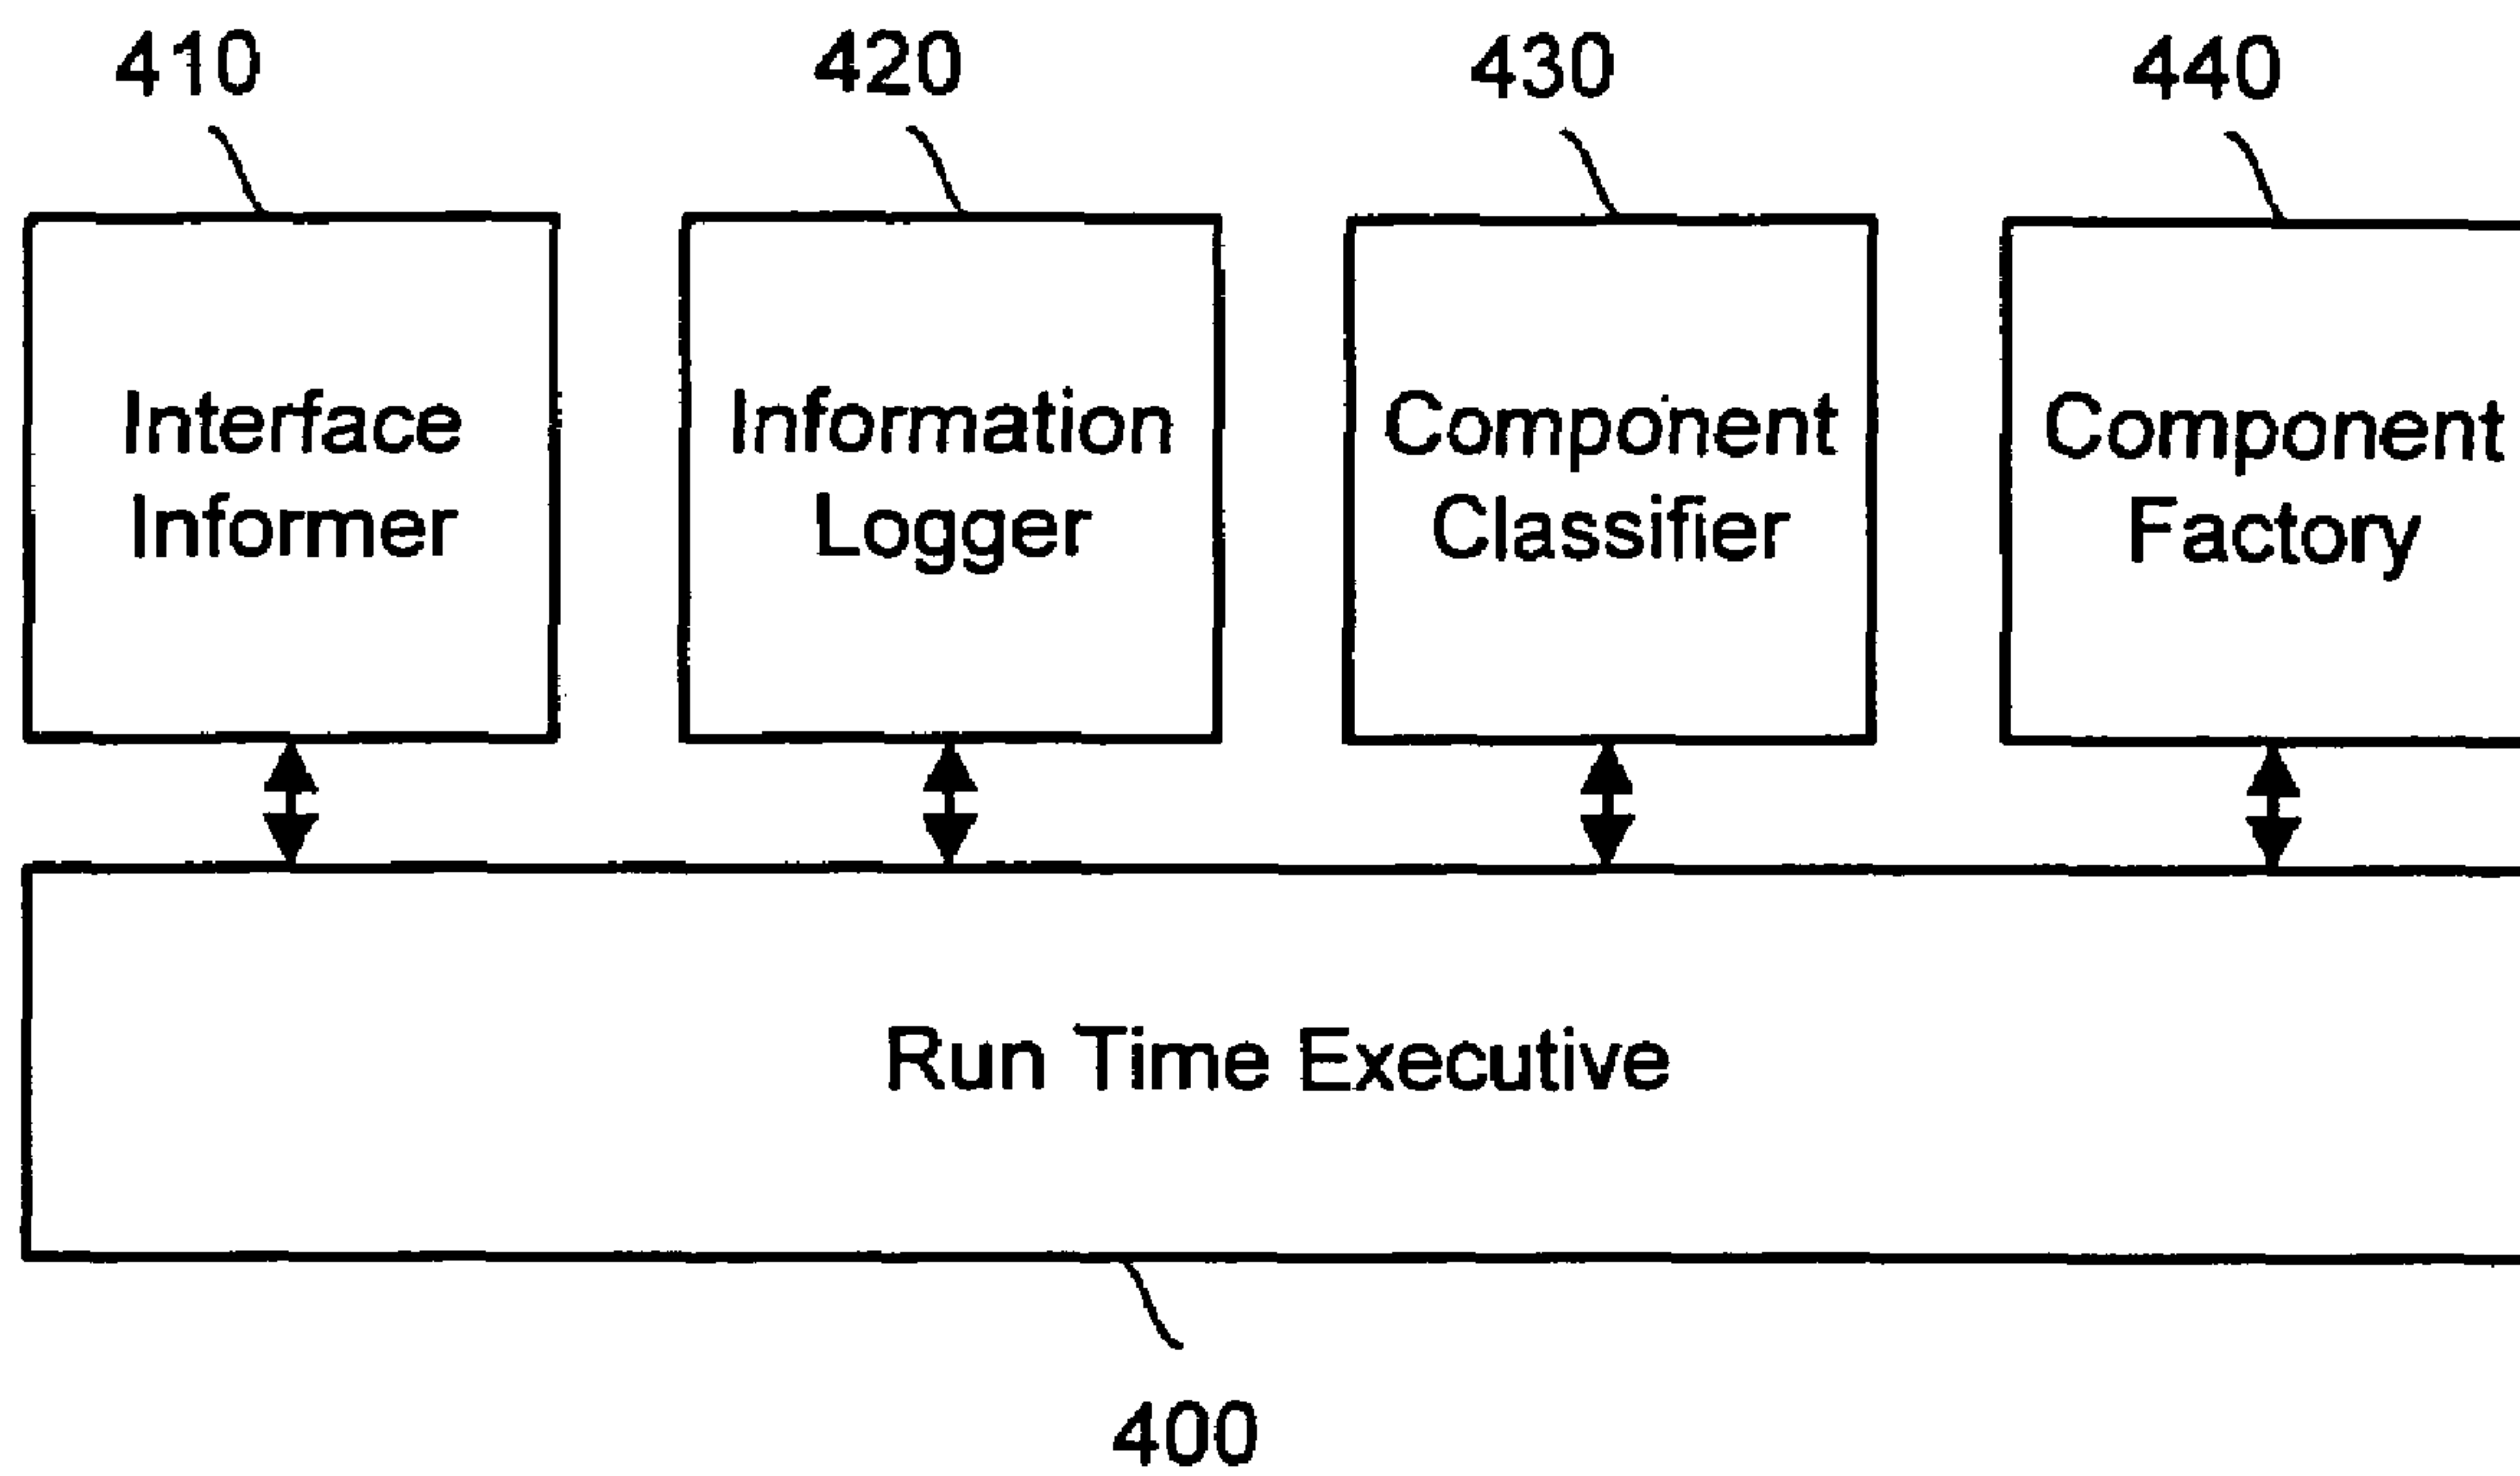 410 420 430 440
Interface Information Component Component
Informer Logger Classifier Factory
Run Time Executive
400